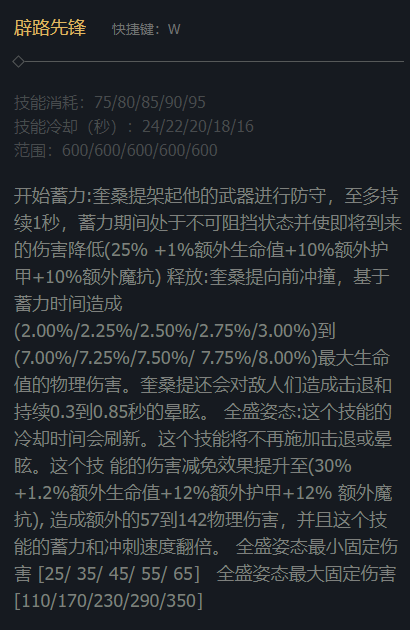 辟路先锋 快捷键：W
技能消耗：75/80/85/90/95
技能冷却（秒）：24/22/20/18/16
范围：600/600/600/600/600
开始蓄力:奎桑提架起他的武器进行防守，至多持
续1秒，蓄力期间处于不可阻挡状态并使即将到来
的伤害降低(25% +1%额外生命值+10%额外护
甲+10%额外魔抗) 释放:奎桑提向前冲撞，基于
蓄力时间造成
(2.00%/2.25%/2.50%/2.75%/3.00%)到
(7.00%/7.25%/7.50%/ 7.75%/8.00%)最大生命
值的物理伤害。奎桑提还会对敌人们造成击退和
持续0.3到0.85秒的晕眩。 全盛姿态:这个技能的
冷却时间会刷新。这个技能将不再施加击退或晕
眩。这个技 能的伤害减免效果提升至(30%
+1.2%额外生命值+12%额外护甲+12% 额外魔
抗), 造成额外的57到142物理伤害，并且这个技
能的蓄力和冲刺速度翻倍。 全盛姿态最小固定伤
害 [25/ 35/ 45/ 55/ 65] 全盛姿态最大固定伤害
[110/170/230/290/350]